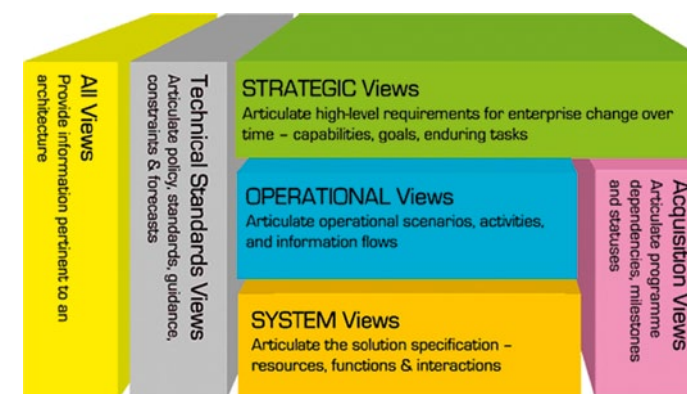 All Views
Provide information pertinent to an
architecture
Technical Standards Views
Articulate policy, standards, guidance,
constraints & forecasts
STRATEGIC Views
Articulate high-level requirements for enterprise change over
time – capabilities, goals, enduring tasks
OPERATIONAL Views
Articulate operational scenarios, activities,
and information flows
SYSTEM Views
Articulate the solution specification –
resources, functions & interactions
Acquisition Views
Articulate programme
dependencies, milestones
and statuses